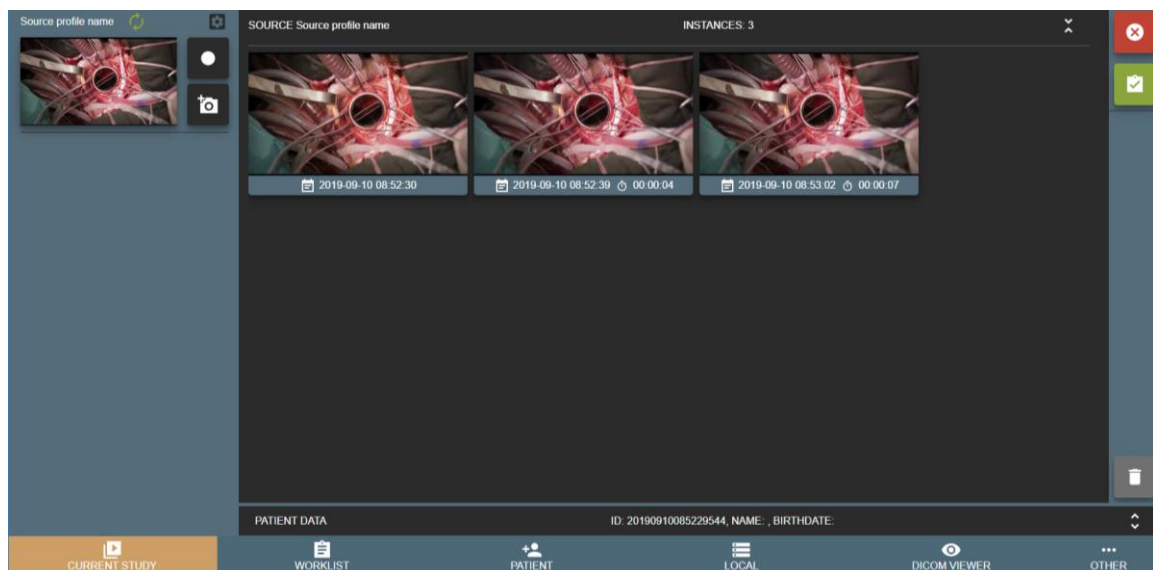 Source profile name
SOURCE Source profile name
INSTANCES: 3
2019-09-10 08:52:30
2019-09-10 08:52:39 00:00:04
2019-09-10 08:53:02 00:00:07
PATIENT DATA
ID: 20190910085229544, NAME: , BIRTHDATE:
CURRENT STUDY
WORKLIST
PATIENT
LOCAL
DICOM VIEWER
OTHER